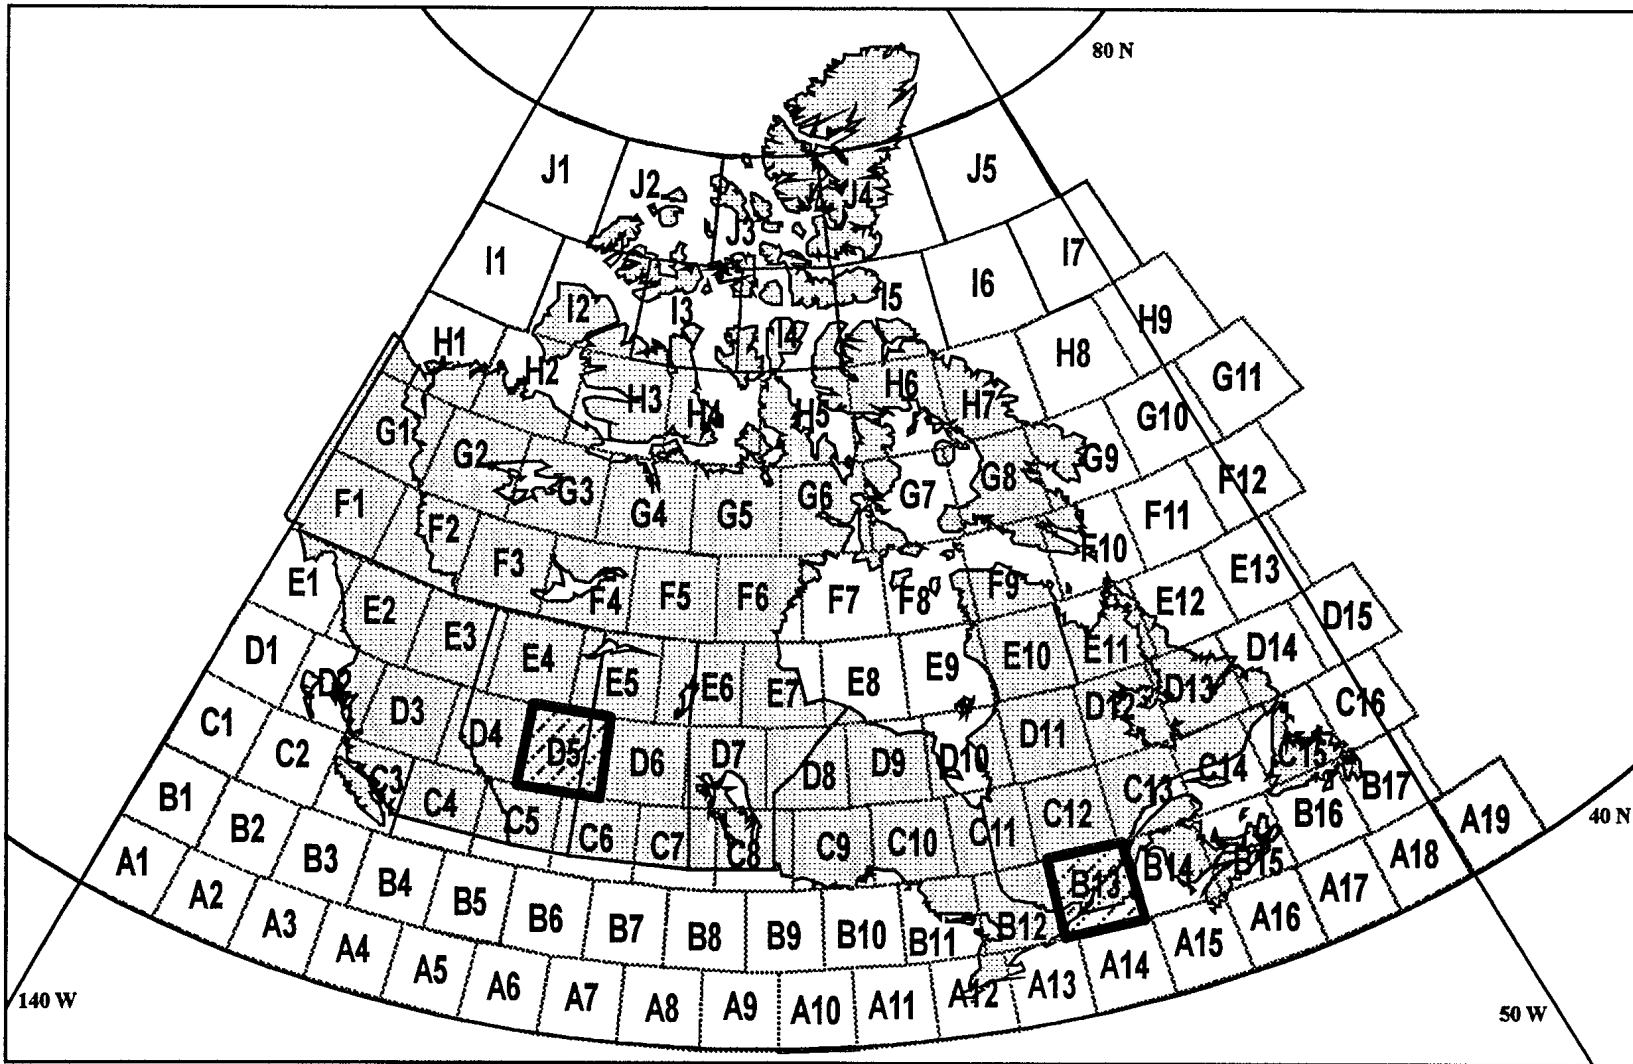 80 N
J1 J2 J3 J4 J5
I1 I2 I3 I4 I5 I6 I7
H1 H2 H3 H4 H5 H6 H7 H8 H9
G1 G2 G3 G4 G5 G6 G7 G8 G9 G10 G11
F1 F2 F3 F4 F5 F6 F7 F8 F9 F10 F11 F12
E1 E2 E3 E4 E5 E6 E7 E8 E9 E10 E11 E12 E13
D1 D2 D3 D4 D5 D6 D7 D8 D9 D10 D11 D12 D13 D14 D15
C1 C2 C3 C4 C5 C6 C7 C8 C9 C10 C11 C12 C13 C14 C15 C16
B1 B2 B3 B4 B5 B6 B7 B8 B9 B10 B11 B12 B13 B14 B15 B16 B17
A1 A2 A3 A4 A5 A6 A7 A8 A9 A10 A11 A12 A13 A14 A15 A16 A17 A18 A19
40 N
140 W
50 W